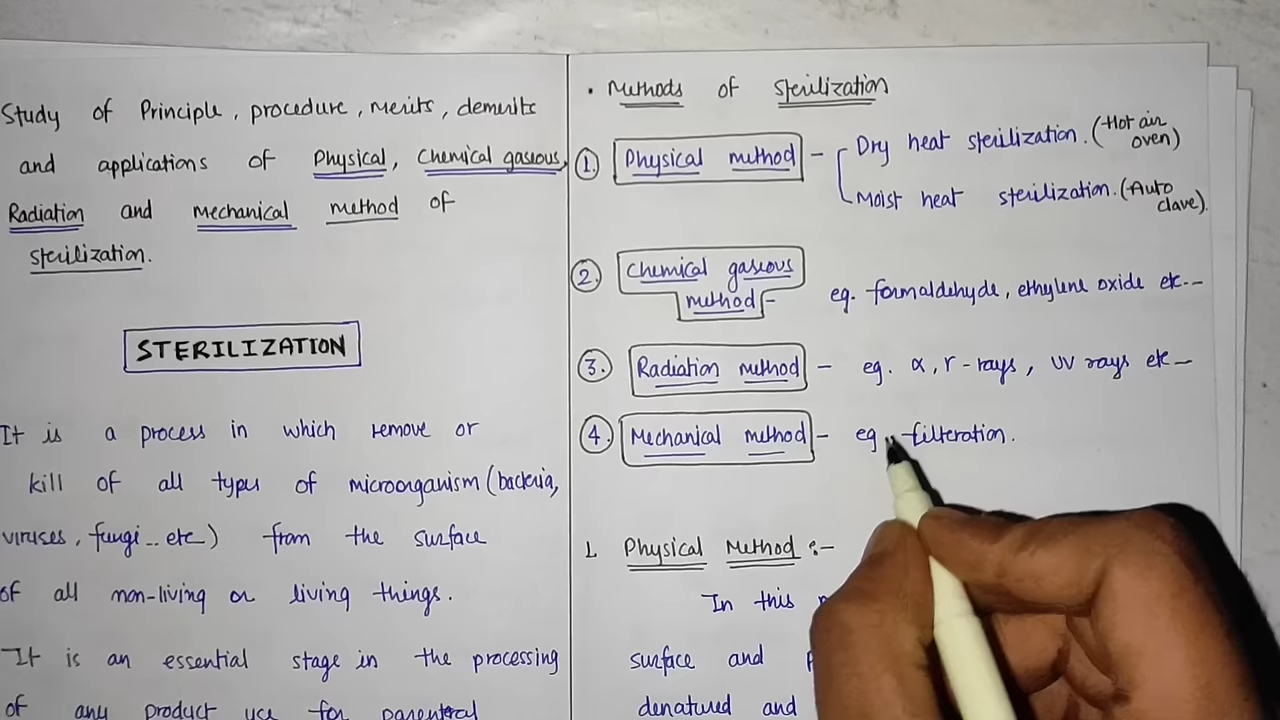 Study of Principle, procedure, merits, demerits
and applications of Physical, Chemical gaseous,
Radiation and mechanical method of
sterilization.
STERILIZATION
It is a process in which remove or
kill of all types of microorganism (bacteria,
viruses, fungi... etc) from the surface
of all non-living or living things.
It is an essential stage in the processing
of any product use for parenteral
• Methods of Sterilization
1. Physical method - Dry heat sterilization. (Hot air oven)
Moist heat sterilization. (Auto clave).
2. Chemical gaseous
method - eg. formaldehyde, ethylene oxide etc--
3. Radiation method - eg. α, r-rays, UV rays etc-
4. Mechanical method - eg. filteration.
1. Physical Method :-
In this
surface and
denatured and